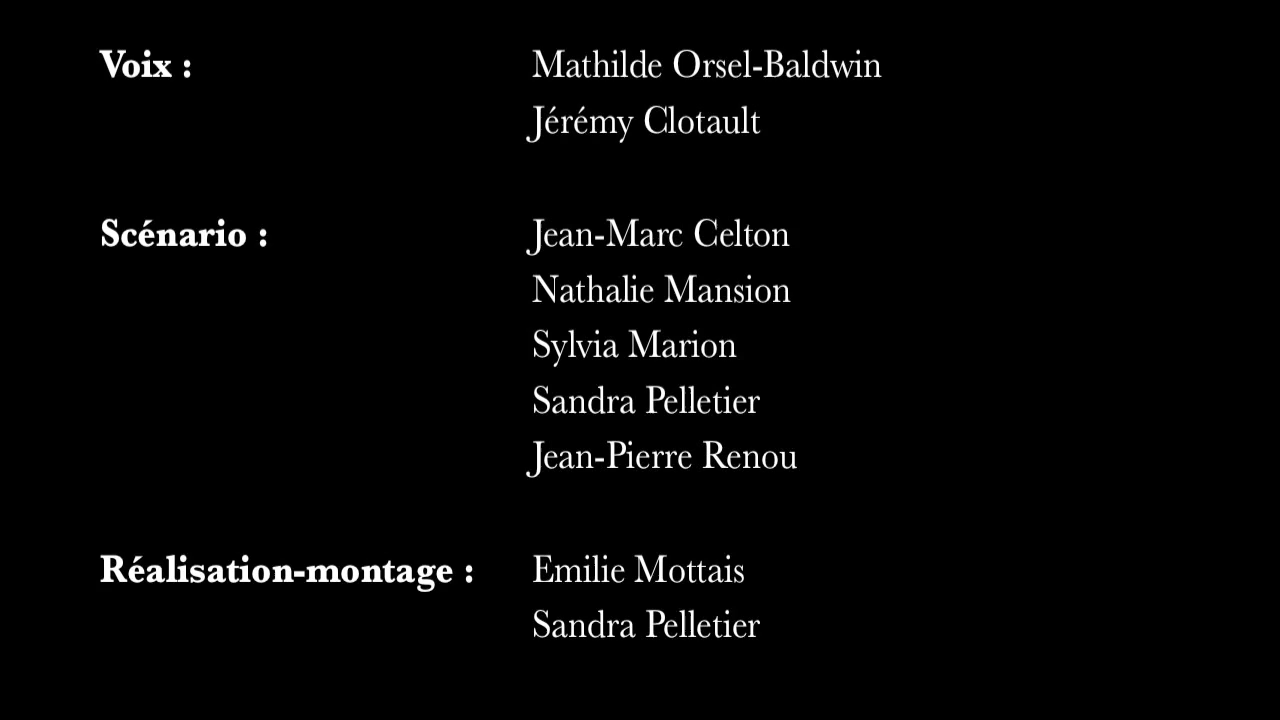 Voix : Mathilde Orsel-Baldwin
Jérémy Clotault
Scénario : Jean-Marc Celton
Nathalie Mansion
Sylvia Marion
Sandra Pelletier
Jean-Pierre Renou
Réalisation-montage : Emilie Mottais
Sandra Pelletier